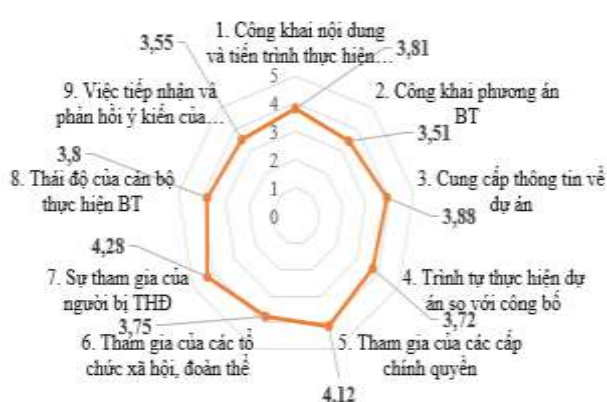 1. Công khai nội dung
và tiến trình thực hiện...
3,81
2. Công khai phương án
BT
3,51
3. Cung cấp thông tin về
dự án
3,88
4. Trình tự thực hiện dự
án so với công bố
3,72
5. Tham gia của các cấp
chính quyền
4,12
6. Tham gia của các tổ
chức xã hội, đoàn thể
3,75
7. Sự tham gia của
người bị THĐ
4,28
8. Thái độ của cán bộ
thực hiện BT
3,8
9. Việc tiếp nhận và
phản hồi ý kiến của...
3,55
5
4
3
2
1
0